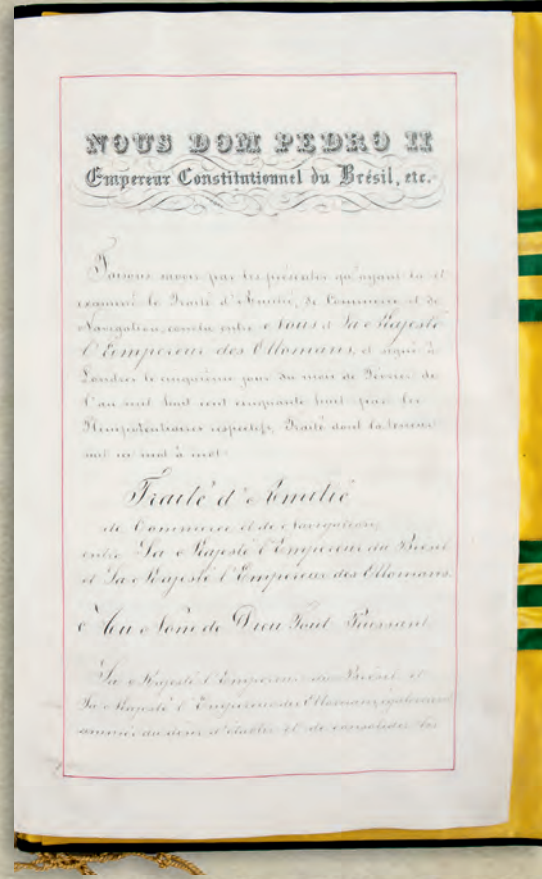 NOUS DOM PEDRO II
Empereur Constitutionnel du Brésil, etc.
Faisons savoir par les présentes qu'ayant lu et
examiné le Traité d'Amitié, de Commerce et de
Navigation, conclu entre Nous et Sa Majesté
l'Empereur des Ottomans, et signé à
Londres le cinquième jour du mois de Février de
l'an mil huit cent cinquante huit par les
Plénipotentiaires respectifs, Traité dont la teneur
suit mot à mot:
Traité d'Amitié
de Commerce et de Navigation,
entre Sa Majesté l'Empereur du Brésil
et Sa Majesté l'Empereur des Ottomans.
Au Nom de Dieu Tout Puissant
Sa Majesté l'Empereur du Brésil et
Sa Majesté l'Empereur des Ottomans, également
animés du désir d'établir et de consolider les